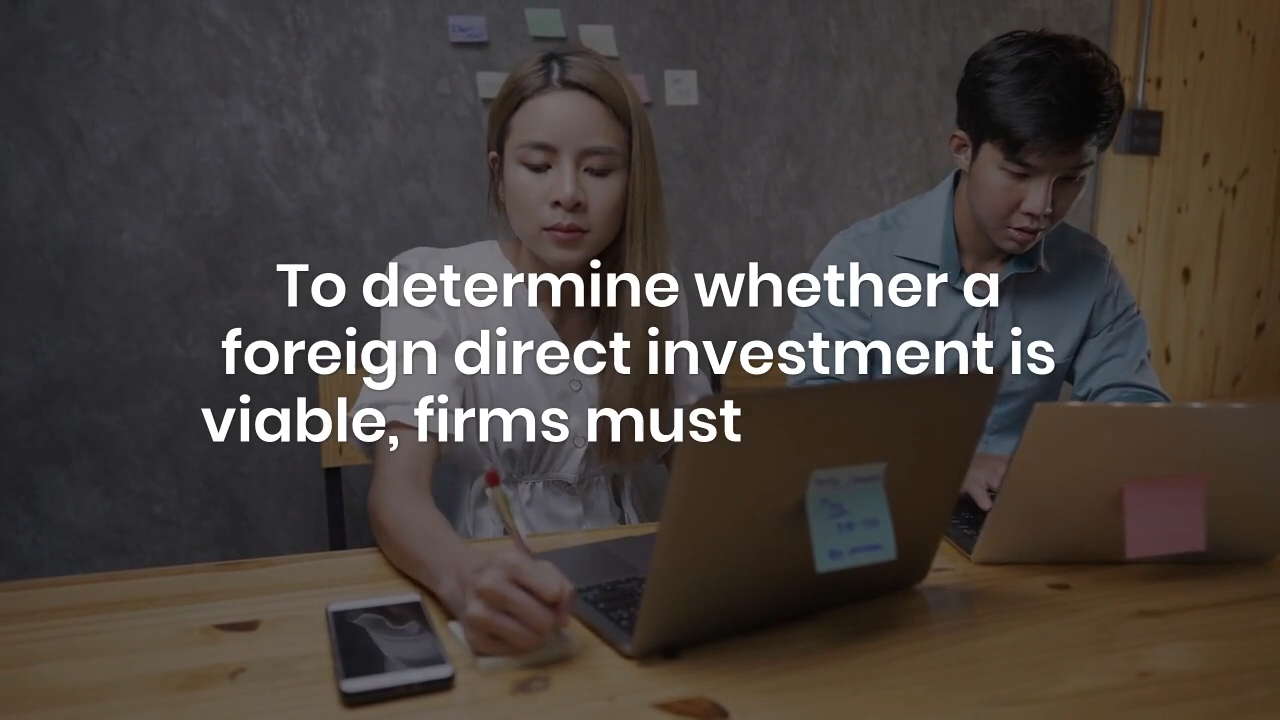 To determine whether a
foreign direct investment is
viable, firms must